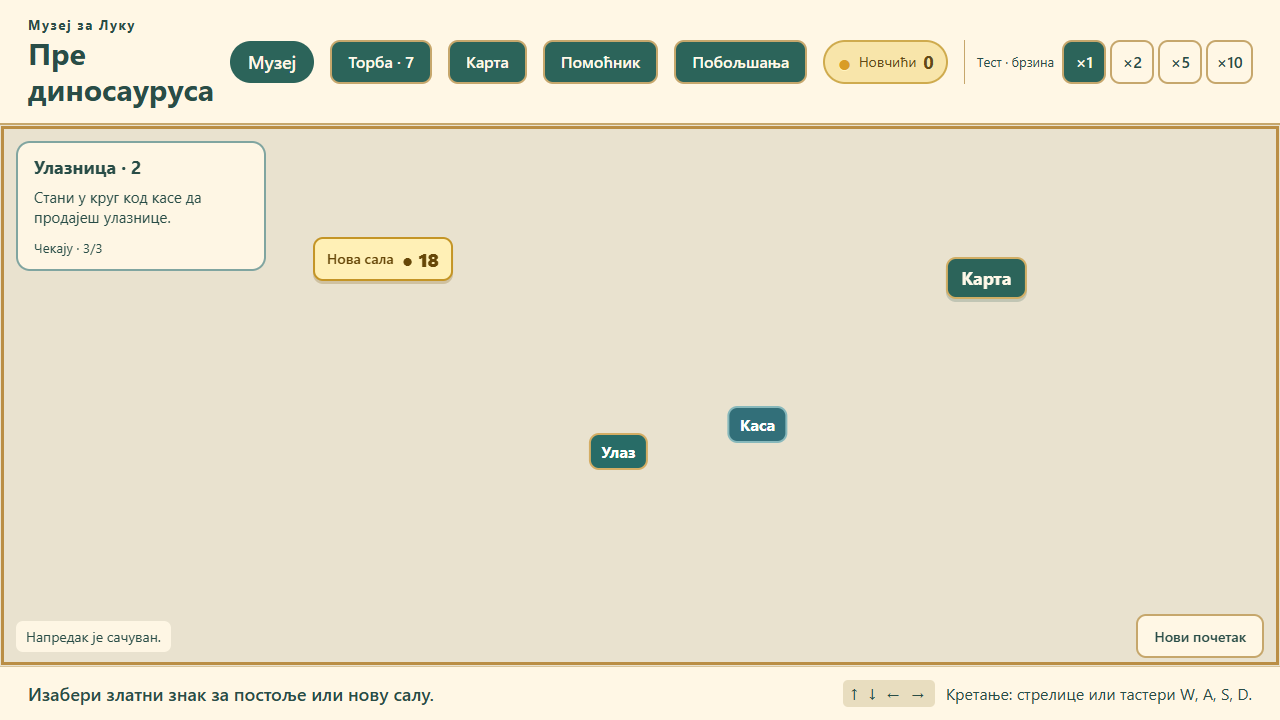 Музеј за Луку
Пре
диносауруса
Музеј
Торба · 7
Карта
Помоћник
Побољшања
Новчићи 0
Тест · брзина
×1
×2
×5
×10
Улазница · 2
Стани у круг код касе да
продајеш улазнице.
Чекају · 3/3
Нова сала ● 18
Карта
Каса
Улаз
Напредак је сачуван.
Нови почетак
Изабери златни знак за постоље или нову салу.
↑ ↓ ← → Кретање: стрелице или тастери W, A, S, D.